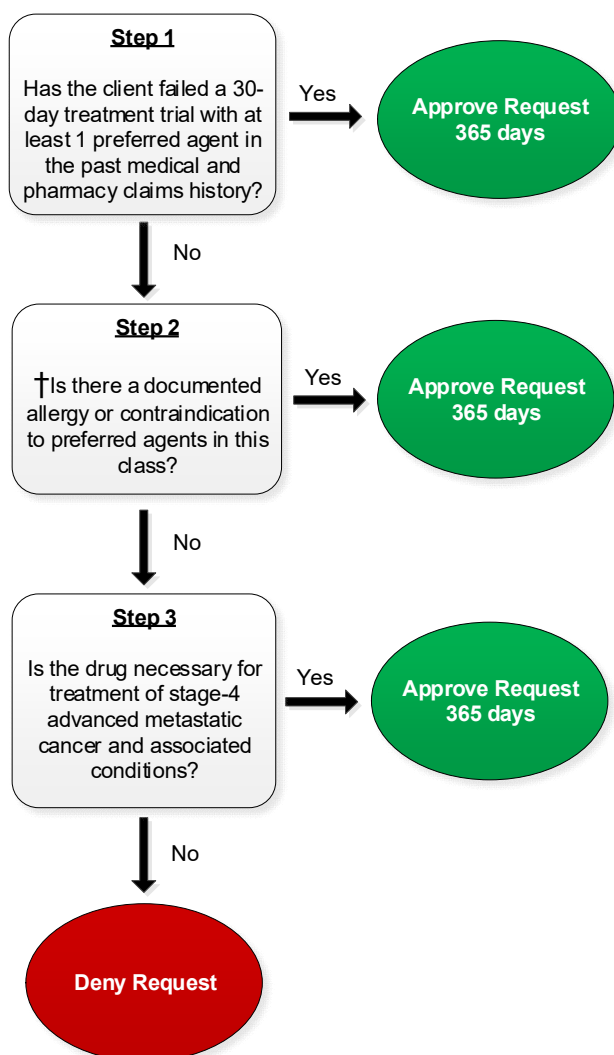 Step 1
Has the client failed a 30-
day treatment trial with at
least 1 preferred agent in
the past medical and
pharmacy claims history?
Yes
Approve Request
365 days
No
Step 2
†Is there a documented
allergy or contraindication
to preferred agents in this
class?
Yes
Approve Request
365 days
No
Step 3
Is the drug necessary for
treatment of stage-4
advanced metastatic
cancer and associated
conditions?
Yes
Approve Request
365 days
No
Deny Request